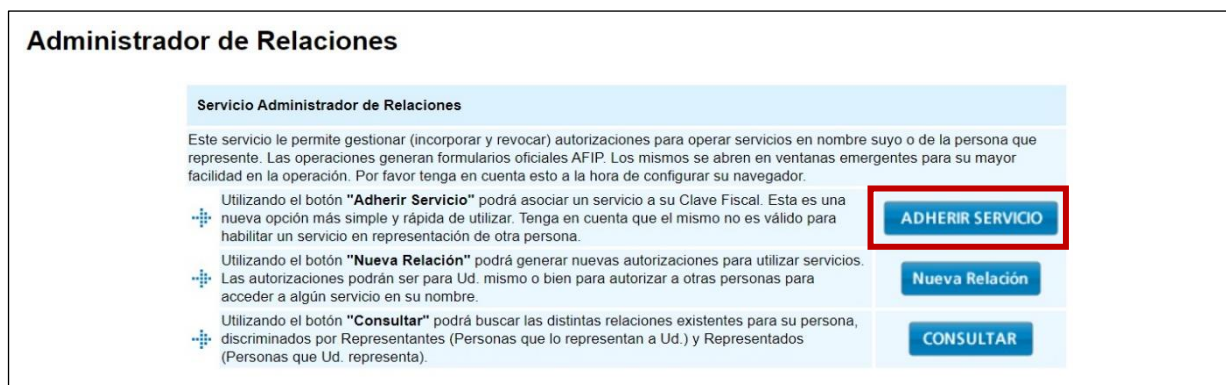 Administrador de Relaciones
Servicio Administrador de Relaciones
Este servicio le permite gestionar (incorporar y revocar) autorizaciones para operar servicios en nombre suyo o de la persona que
represente. Las operaciones generan formularios oficiales AFIP. Los mismos se abren en ventanas emergentes para su mayor
facilidad en la operación. Por favor tenga en cuenta esto a la hora de configurar su navegador.
Utilizando el botón "Adherir Servicio" podrá asociar un servicio a su Clave Fiscal. Esta es una
nueva opción más simple y rápida de utilizar. Tenga en cuenta que el mismo no es válido para
habilitar un servicio en representación de otra persona.
ADHERIR SERVICIO
Utilizando el botón "Nueva Relación" podrá generar nuevas autorizaciones para utilizar servicios.
Las autorizaciones podrán ser para Ud. mismo o bien para autorizar a otras personas para
acceder a algún servicio en su nombre.
Nueva Relación
Utilizando el botón "Consultar" podrá buscar las distintas relaciones existentes para su persona,
discriminados por Representantes (Personas que lo representan a Ud.) y Representados
(Personas que Ud. representa).
CONSULTAR